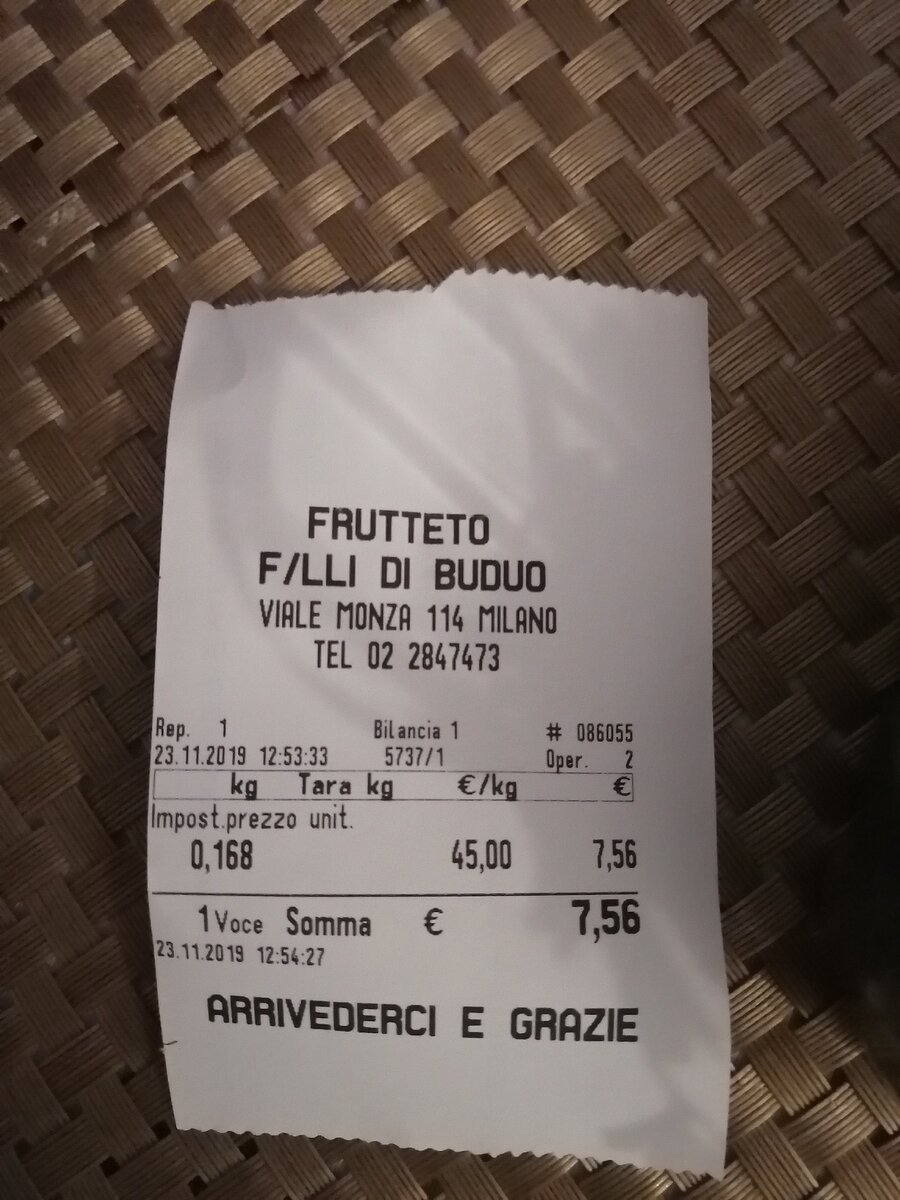 FRUTTETO
F/LLI DI BUDUO
VIALE MONZA 114 MILANO
TEL 02 2847473
Rep. 1 Bilancia 1 # 086055
23.11.2019 12:53:33 5737/1 Oper. 2
kg Tara kg €/kg €
Impost.prezzo unit.
0,168 45,00 7,56
1 Voce Somma € 7,56
23.11.2019 12:54:27
ARRIVEDERCI E GRAZIE